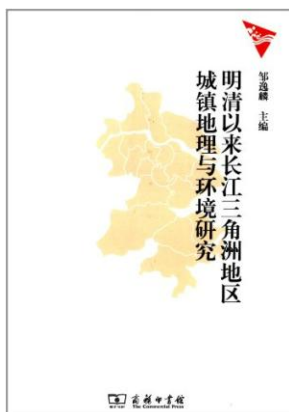 邹逸麟 主编
明清以来长江三角洲地区
城镇地理与环境研究
商务印书馆
The Commercial Press